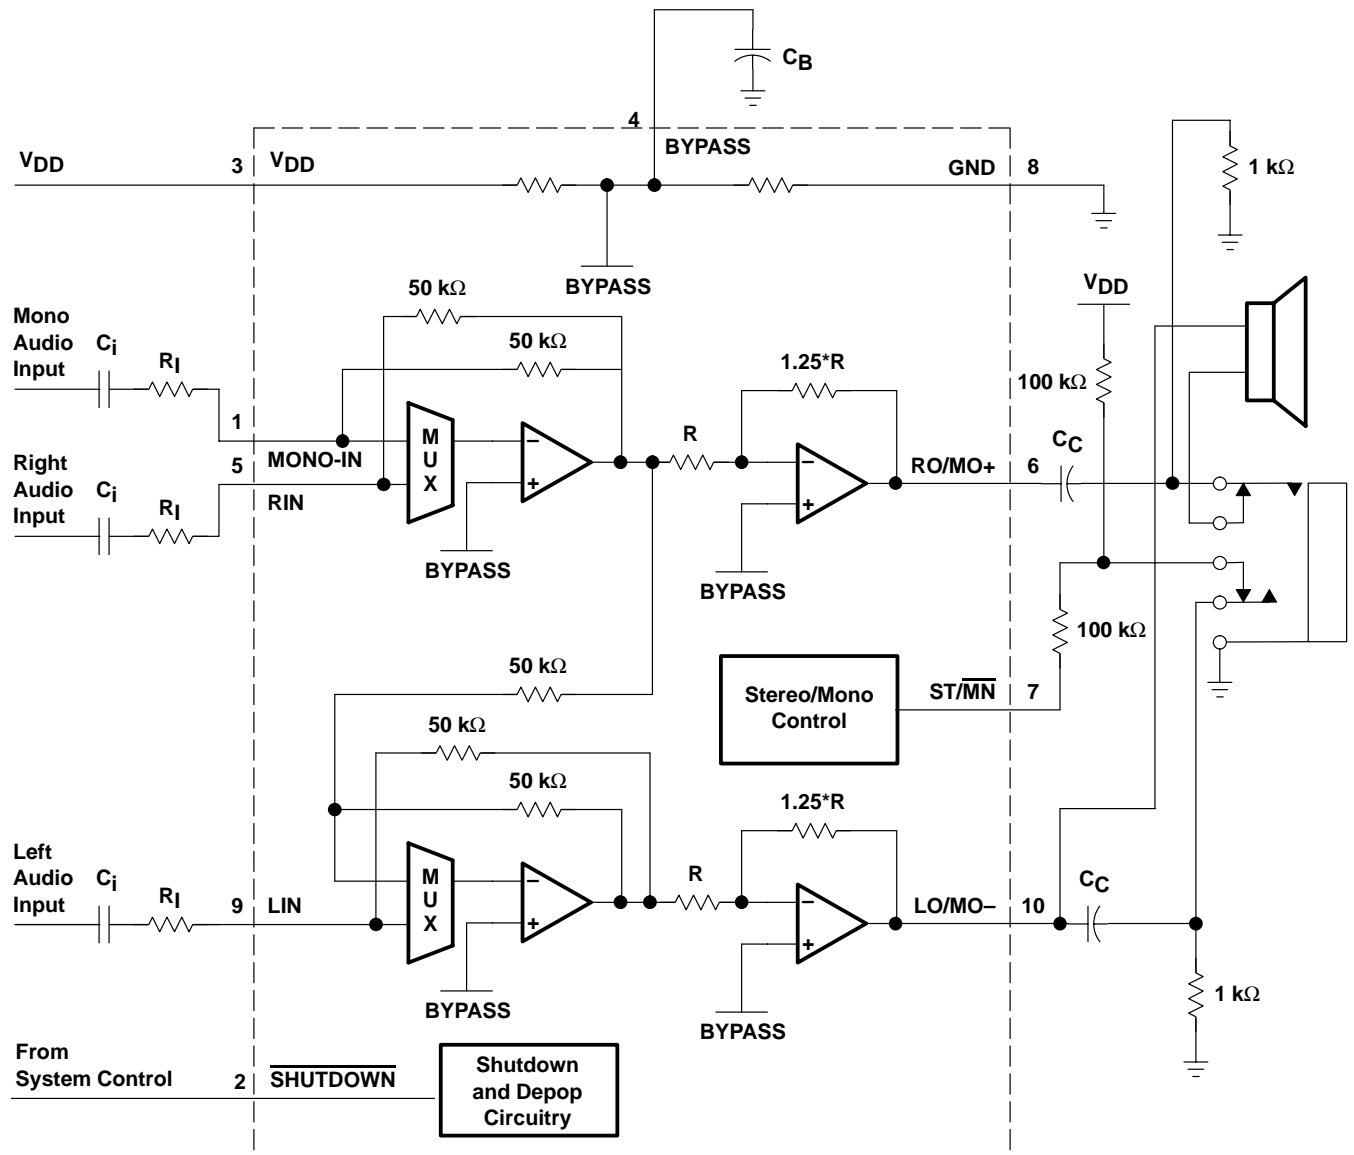 CB
4
BYPASS
VDD
3
VDD
GND
8
1 kΩ
BYPASS
VDD
50 kΩ
Mono
Audio
Input
Ci
RI
50 kΩ
1.25*R
100 kΩ
1
MONO-IN
M
U
X
−
+
R
−
+
RO/MO+
6
CC
Right
Audio
Input
Ci
RI
5
RIN
BYPASS
BYPASS
100 kΩ
50 kΩ
Stereo/Mono
Control
ST/MN
7
50 kΩ
50 kΩ
1.25*R
Left
Audio
Input
Ci
RI
9
LIN
M
U
X
−
+
R
−
+
LO/MO–
10
CC
BYPASS
BYPASS
1 kΩ
From
System Control
2
SHUTDOWN
Shutdown
and Depop
Circuitry